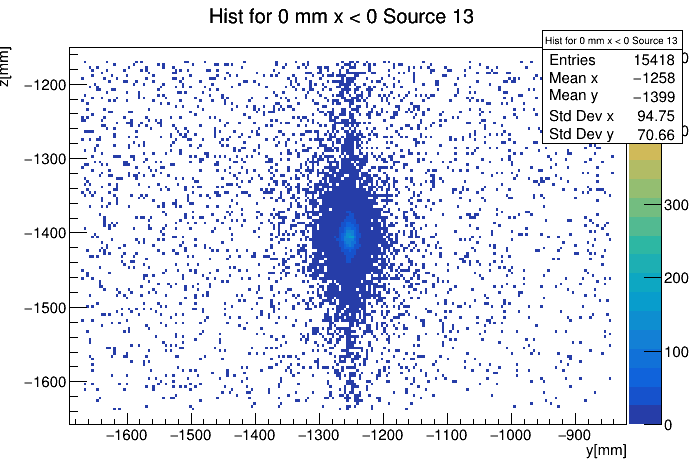 Hist for 0 mm x < 0 Source 13
Hist for 0 mm x < 0 Source 13
Entries 15418
Mean x −1258
Mean y −1399
Std Dev x 94.75
Std Dev y 70.66
z[mm]
−1200
−1300
−1400
−1500
−1600
−1600 −1500 −1400 −1300 −1200 −1100 −1000 −900
y[mm]
300
200
100
0